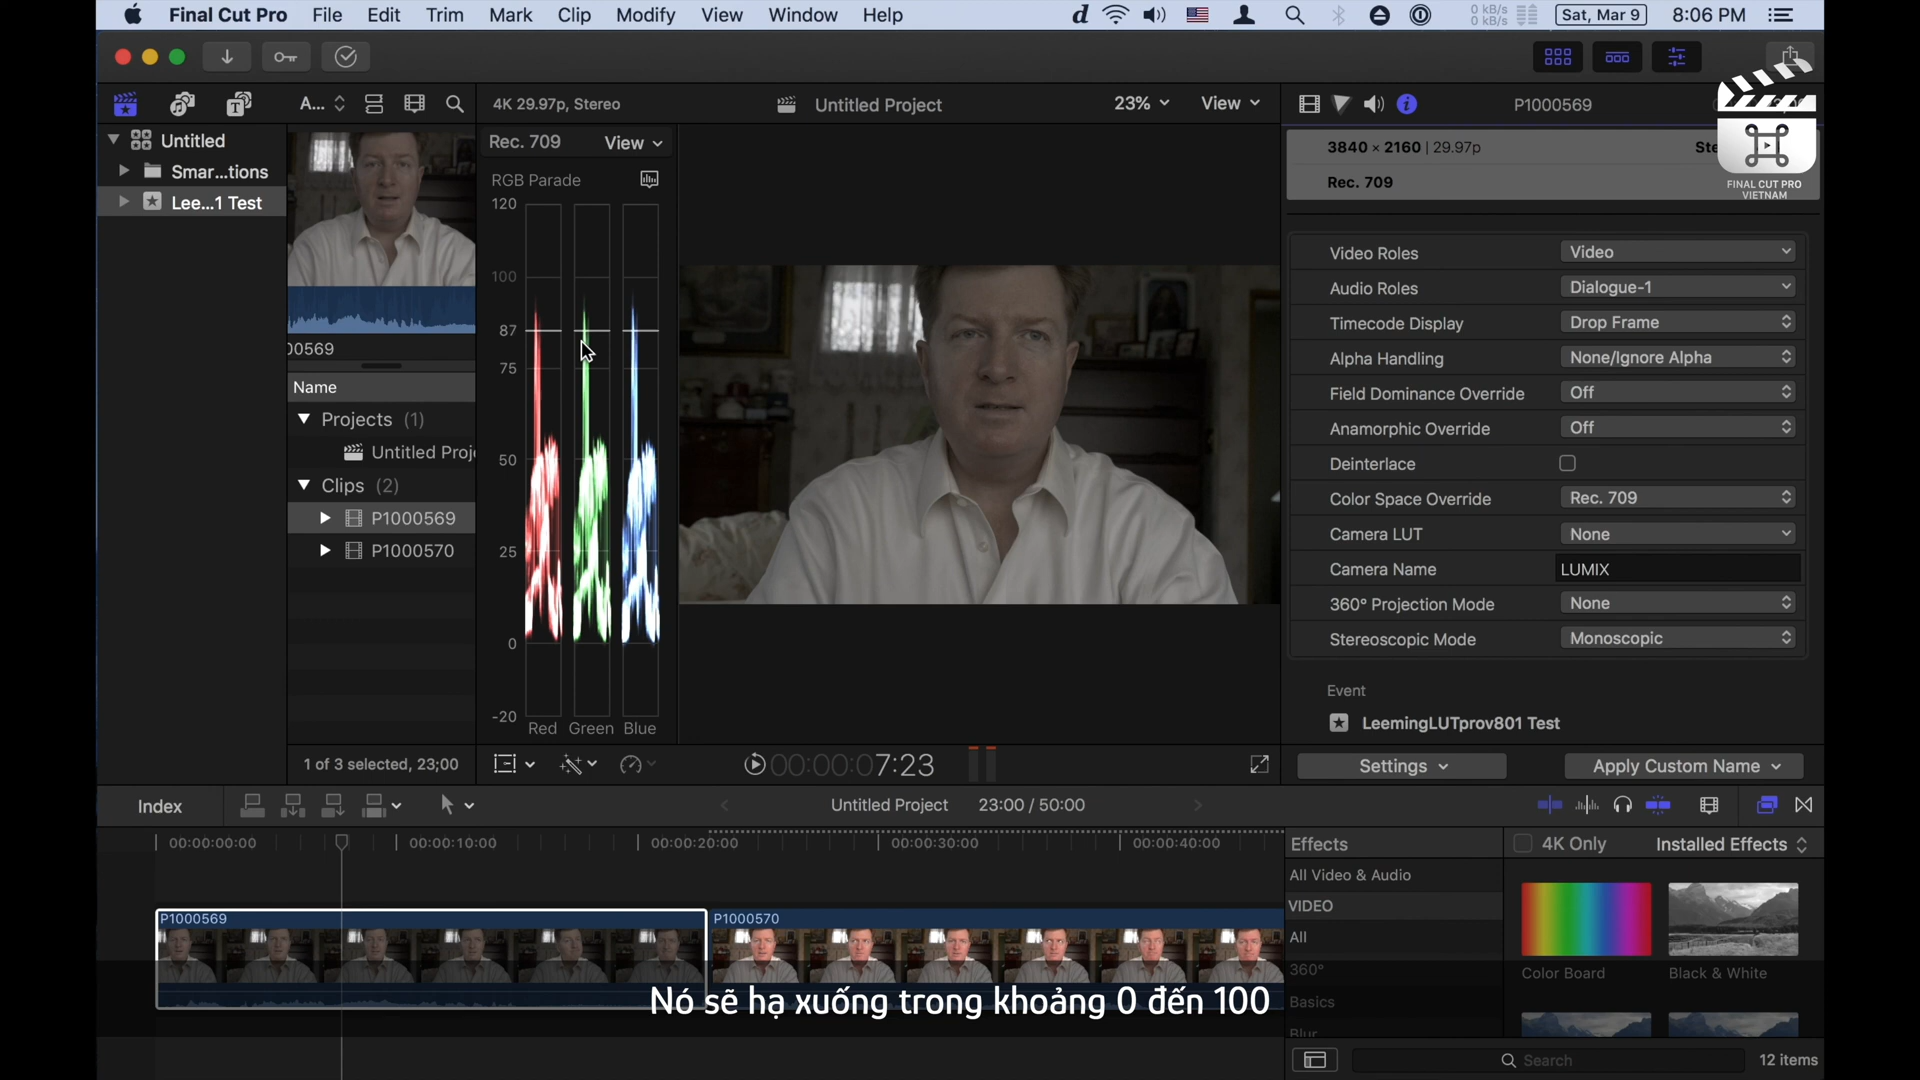 Final Cut Pro File Edit Trim Mark Clip Modify View Window Help
0 kB/s
0 kB/s
Sat, Mar 9 8:06 PM
A...
4K 29.97p, Stereo
Untitled Project
23% View
P1000569
Untitled
Smar...tions
Lee...1 Test
00569
Name
Projects (1)
Untitled Proje
Clips (2)
P1000569
P1000570
1 of 3 selected, 23;00
Rec. 709 View
RGB Parade
120
100
87
75
50
25
0
-20
Red Green Blue
00:00:07:23
3840 × 2160 | 29.97p
Rec. 709
FINAL CUT PRO
VIETNAM
Video Roles Video
Audio Roles Dialogue-1
Timecode Display Drop Frame
Alpha Handling None/Ignore Alpha
Field Dominance Override Off
Anamorphic Override Off
Deinterlace
Color Space Override Rec. 709
Camera LUT None
Camera Name LUMIX
360° Projection Mode None
Stereoscopic Mode Monoscopic
Event
LeemingLUTprov801 Test
Settings
Apply Custom Name
Index
Untitled Project 23:00 / 50:00
00:00:00:00 00:00:10:00 00:00:20:00 00:00:30:00 00:00:40:00
P1000569
P1000570
Effects
4K Only
Installed Effects
All Video & Audio
VIDEO
All
360°
Basics
Blur
Color Board
Black & White
Search
12 items
Nó sẽ hạ xuống trong khoảng 0 đến 100